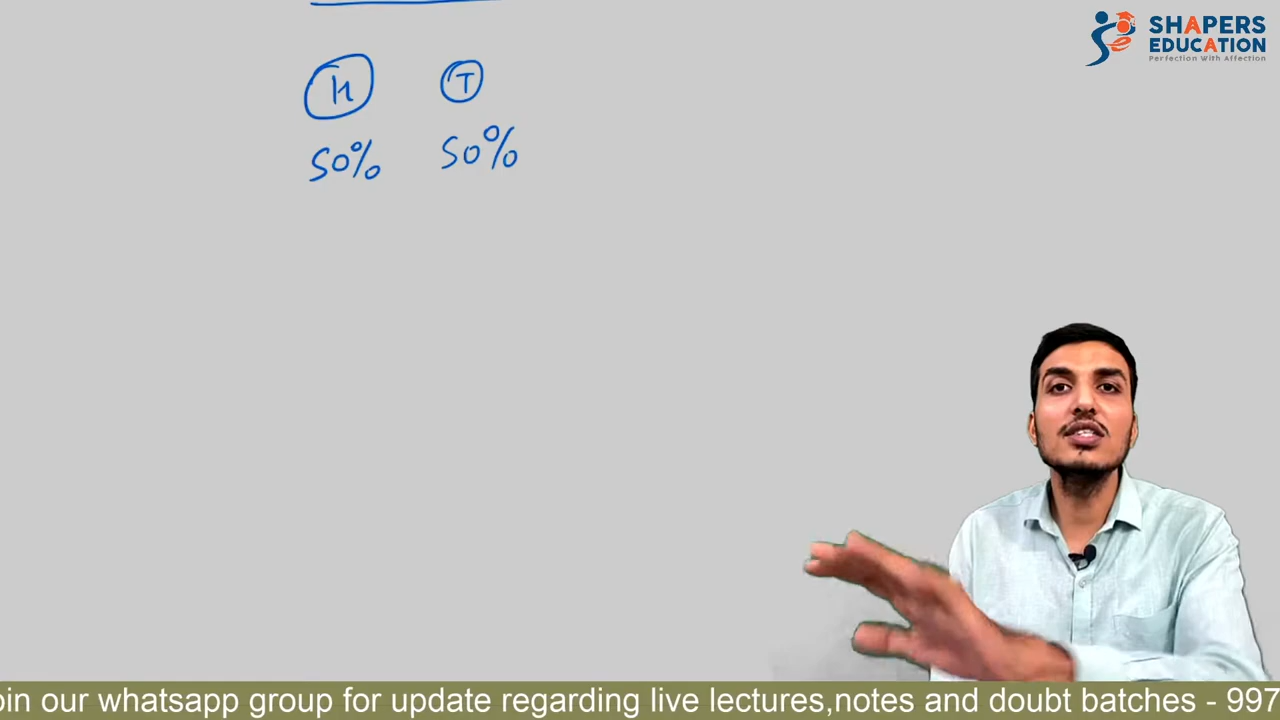 SHAPERS
EDUCATION
Perfection With Affection
H T
50% 50%
oin our whatsapp group for update regarding live lectures,notes and doubt batches - 997